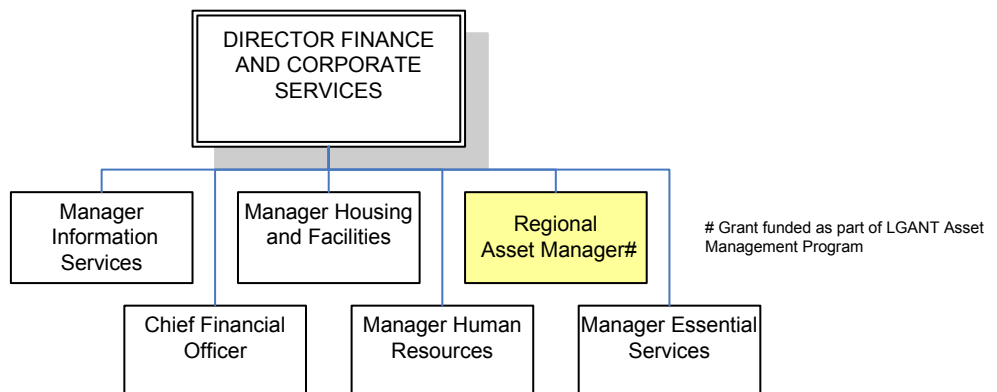 DIRECTOR FINANCE
AND CORPORATE
SERVICES
Manager
Information
Services
Manager Housing
and Facilities
Regional
Asset Manager#
# Grant funded as part of LGANT Asset
Management Program
Chief Financial
Officer
Manager Human
Resources
Manager Essential
Services